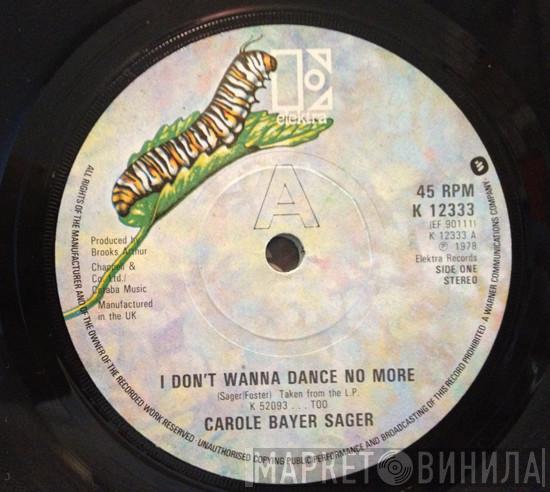 elektra
A
45 RPM
K 12333
(EF 90111)
K 12333 A
℗ 1978
Elektra Records
SIDE ONE
STEREO
Produced by
Brooks Arthur
Chappell &
Co. Ltd./
Begonia Music
Manufactured
in the UK
I DON'T WANNA DANCE NO MORE
(Sager/Foster) Taken from the L.P.
K 52093 . . . TOO
CAROLE BAYER SAGER
ALL RIGHTS OF THE MANUFACTURER AND OF THE OWNER OF THE RECORDED WORK RESERVED UNAUTHORISED COPYING PUBLIC PERFORMANCE AND BROADCASTING OF THIS RECORD PROHIBITED A WARNER COMMUNICATIONS COMPANY
МАРКЕТ ВИНИЛА